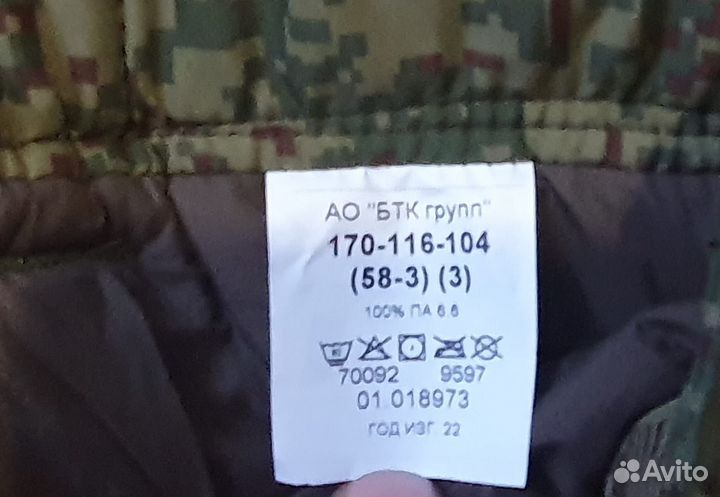 АО "БТК групп"
170-116-104
(58-3) (3)
100% ПА 6.6
70092 9597
01 018973
ГОД ИЗГ. 22
Avito